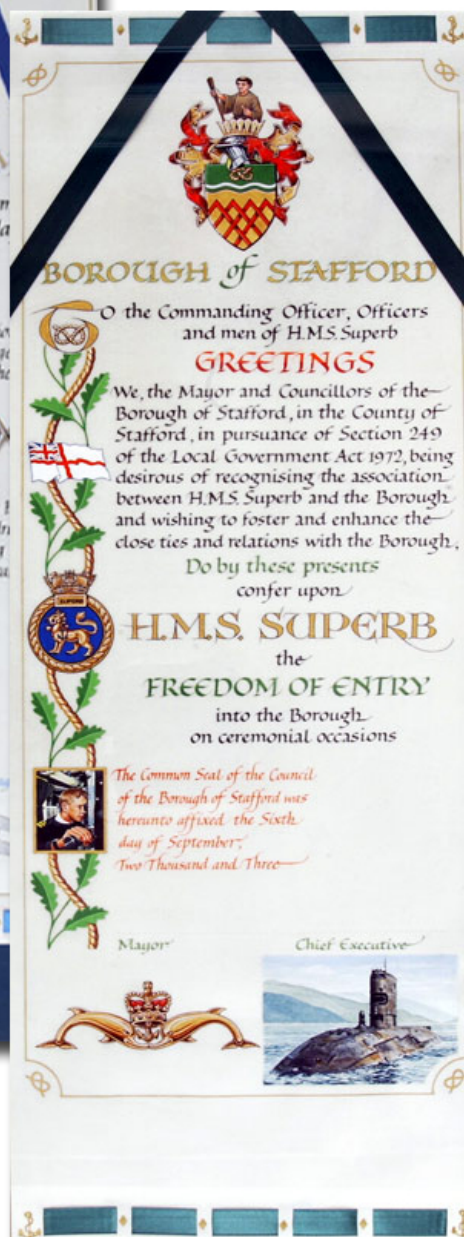 BOROUGH of STAFFORD
TO the Commanding Officer, Officers
and men of H.M.S. Superb
GREETINGS
We, the Mayor and Councillors of the
Borough of Stafford, in the County of
Stafford, in pursuance of Section 249
of the Local Government Act 1972, being
desirous of recognising the association
between H.M.S. Superb and the Borough
and wishing to foster and enhance the
close ties and relations with the Borough,
Do by these presents
confer upon
SUPERB
H.M.S. SUPERB
the
FREEDOM OF ENTRY
into the Borough
on ceremonial occasions
The Common Seal of the Council
of the Borough of Stafford was
hereunto affixed the Sixth
day of September,
Two Thousand and Three
Mayor
Chief Executive